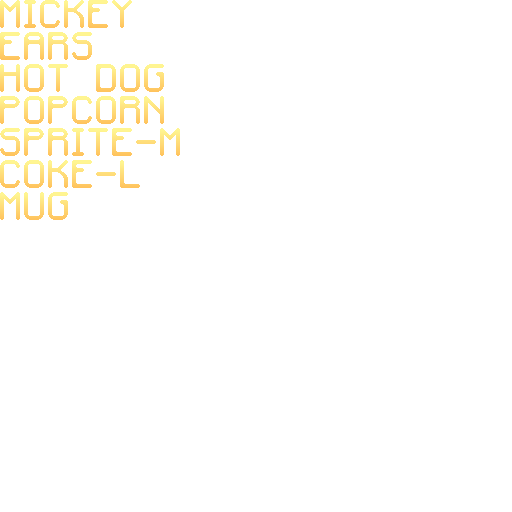 MICKEY
EARS
HOT DOG
POPCORN
SPRITE-M
COKE-L
MUG